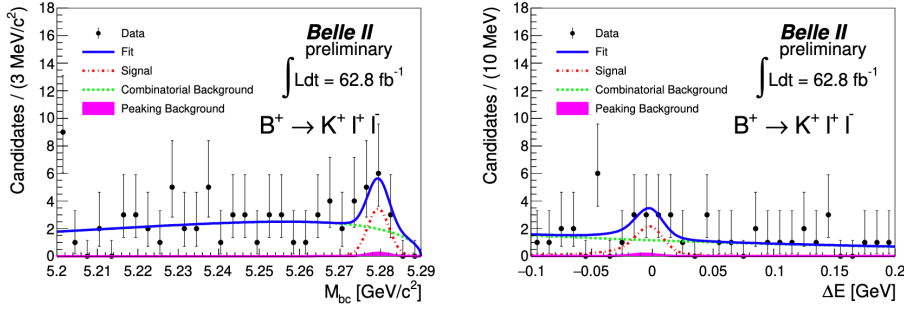 Candidates / (3 MeV/c²)
18
16
14
12
10
8
6
4
2
0
Data
Fit
Signal
Combinatorial Background
Peaking Background
Belle II
preliminary
∫ Ldt = 62.8 fb⁻¹
B⁺ → K⁺ l⁺ l⁻
5.2 5.21 5.22 5.23 5.24 5.25 5.26 5.27 5.28 5.29
M_bc [GeV/c²]
Candidates / (10 MeV)
18
16
14
12
10
8
6
4
2
0
Data
Fit
Signal
Combinatorial Background
Peaking Background
Belle II
preliminary
∫ Ldt = 62.8 fb⁻¹
B⁺ → K⁺ l⁺ l⁻
−0.1 −0.05 0 0.05 0.1 0.15 0.2
ΔE [GeV]